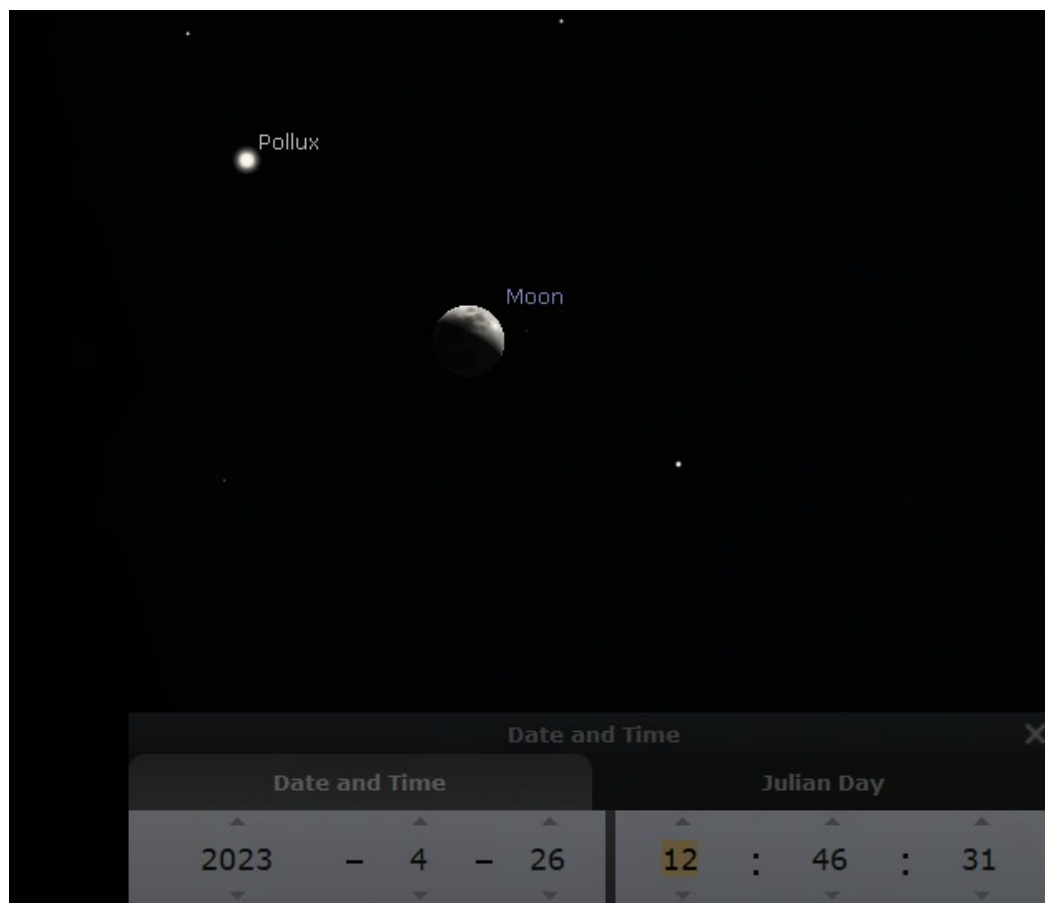 Pollux
Moon
Date and Time
Date and Time Julian Day
2023 – 4 – 26 12 : 46 : 31